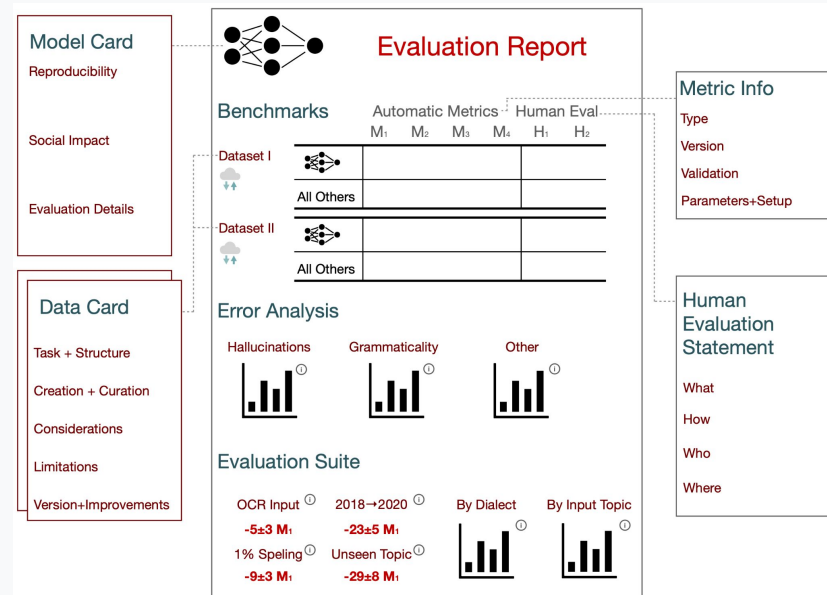 Model Card
Reproducibility
Social Impact
Evaluation Details
Data Card
Task + Structure
Creation + Curation
Considerations
Limitations
Version+Improvements
Evaluation Report
Benchmarks
Automatic Metrics Human Eval
M₁ M₂ M₃ M₄ H₁ H₂
Dataset I
All Others
Dataset II
All Others
Error Analysis
Hallucinations Grammaticality Other
i i i
Evaluation Suite
OCR Input i 2018→2020 i By Dialect By Input Topic
-5±3 M₁ -23±5 M₁ i i
1% Speling i Unseen Topic i
-9±3 M₁ -29±8 M₁
Metric Info
Type
Version
Validation
Parameters+Setup
Human
Evaluation
Statement
What
How
Who
Where